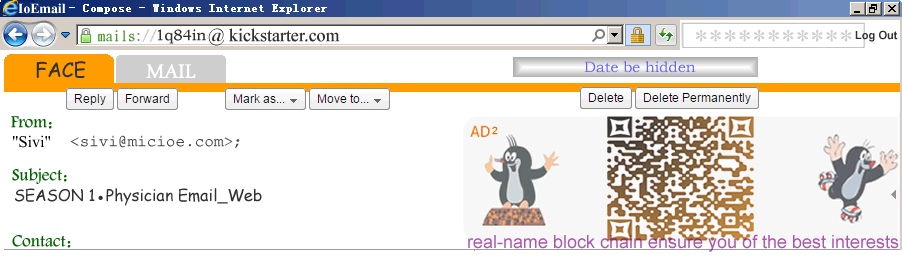 IoEmail - Compose - Windows Internet Explorer
mails://1q84in@kickstarter.com
************
Log Out
FACE
MAIL
Date be hidden
Reply
Forward
Mark as...
Move to...
Delete
Delete Permanently
From:
"Sivi" <sivi@micioe.com>;
AD2
Subject:
SEASON 1•Physician Email_Web
Contact:
real-name block chain ensure you of the best interests